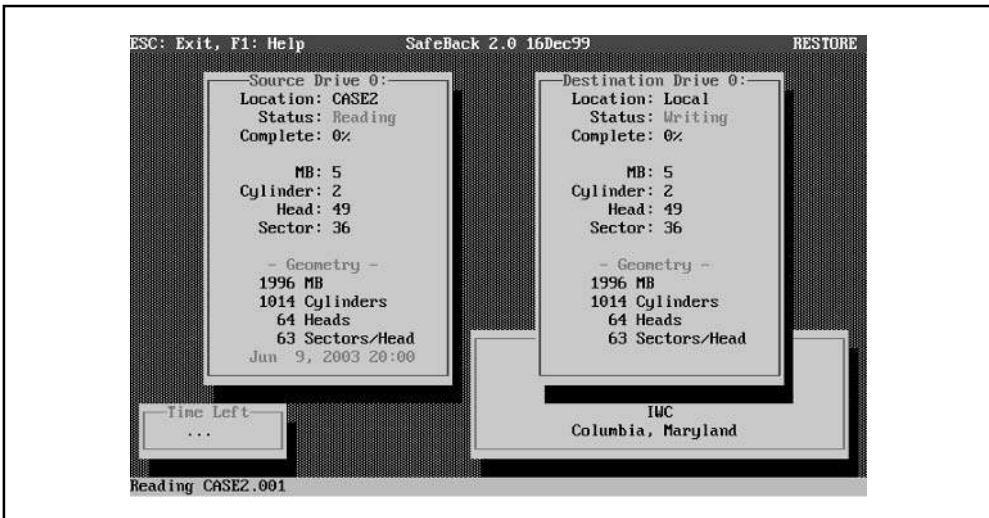 ESC: Exit, F1: Help SafeBack 2.0 16Dec99 RESTORE
Source Drive 0:
Location: CASE2
Status: Reading
Complete: 0%
MB: 5
Cylinder: 2
Head: 49
Sector: 36
- Geometry -
1996 MB
1014 Cylinders
64 Heads
63 Sectors/Head
Jun 9, 2003 20:00
Destination Drive 0:
Location: Local
Status: Writing
Complete: 0%
MB: 5
Cylinder: 2
Head: 49
Sector: 36
- Geometry -
1996 MB
1014 Cylinders
64 Heads
63 Sectors/Head
Time Left
...
IWC
Columbia, Maryland
Reading CASE2.001